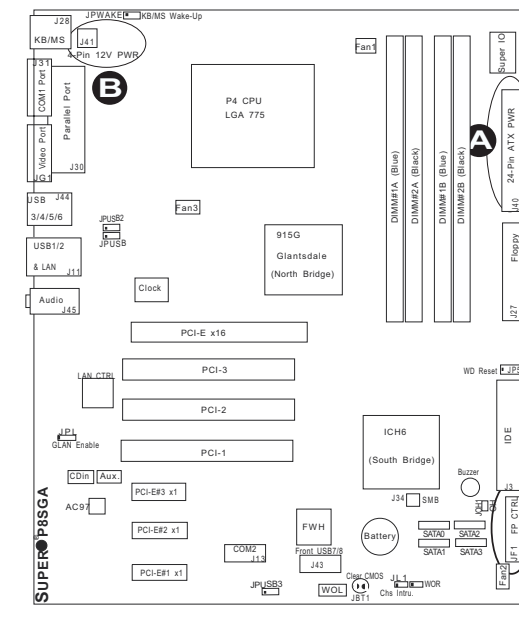 JPWAKE KB/MS Wake-Up
J28
KB/MS
J41
4-Pin 12V PWR
Fan1
Super IO
J31
COM1 Port
Parallel Port
J30
B
P4 CPU
LGA 775
A
24-Pin ATX PWR
J40
Video Port
JG1
DIMM#1A (Blue)
DIMM#2A (Black)
DIMM#1B (Blue)
DIMM#2B (Black)
USB J44
3/4/5/6
Fan3
JPUSB2
JPUSB
USB1/2
& LAN
J11
915G
Glantsdale
(North Bridge)
Floppy
J27
Audio
J45
Clock
PCI-E x16
PCI-3
LAN CTRL
WD Reset JP5
PCI-2
JPL
GLAN Enable
PCI-1
ICH6
(South Bridge)
IDE
J3
CDin Aux.
AC97
PCI-E#3 x1
Buzzer
J34 SMB
JOH1
OH
SUPER P8SGA
®
PCI-E#2 x1
FWH
Battery
SATA0 SATA2
SATA1 SATA3
FP CTRL
JF1
COM2
J13
Front USB7/8
J43
PCI-E#1 x1
JPUSB3
WOL
Clear CMOS
JBT1
JL1
Chs Intru.
WOR
Fan2